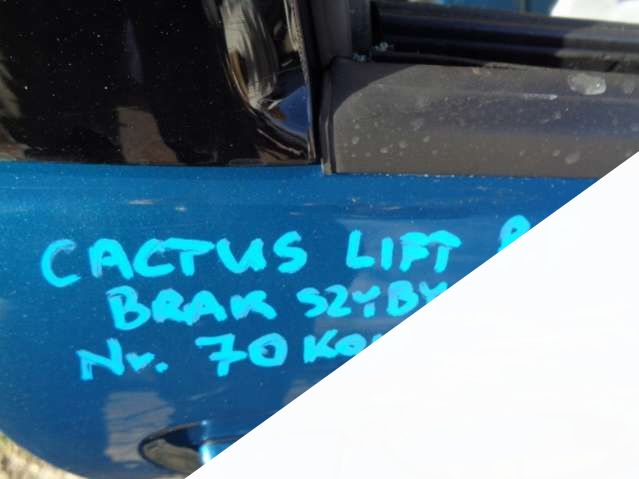 CACTUS LIFT
BRAK SZYBY
Nr. 70